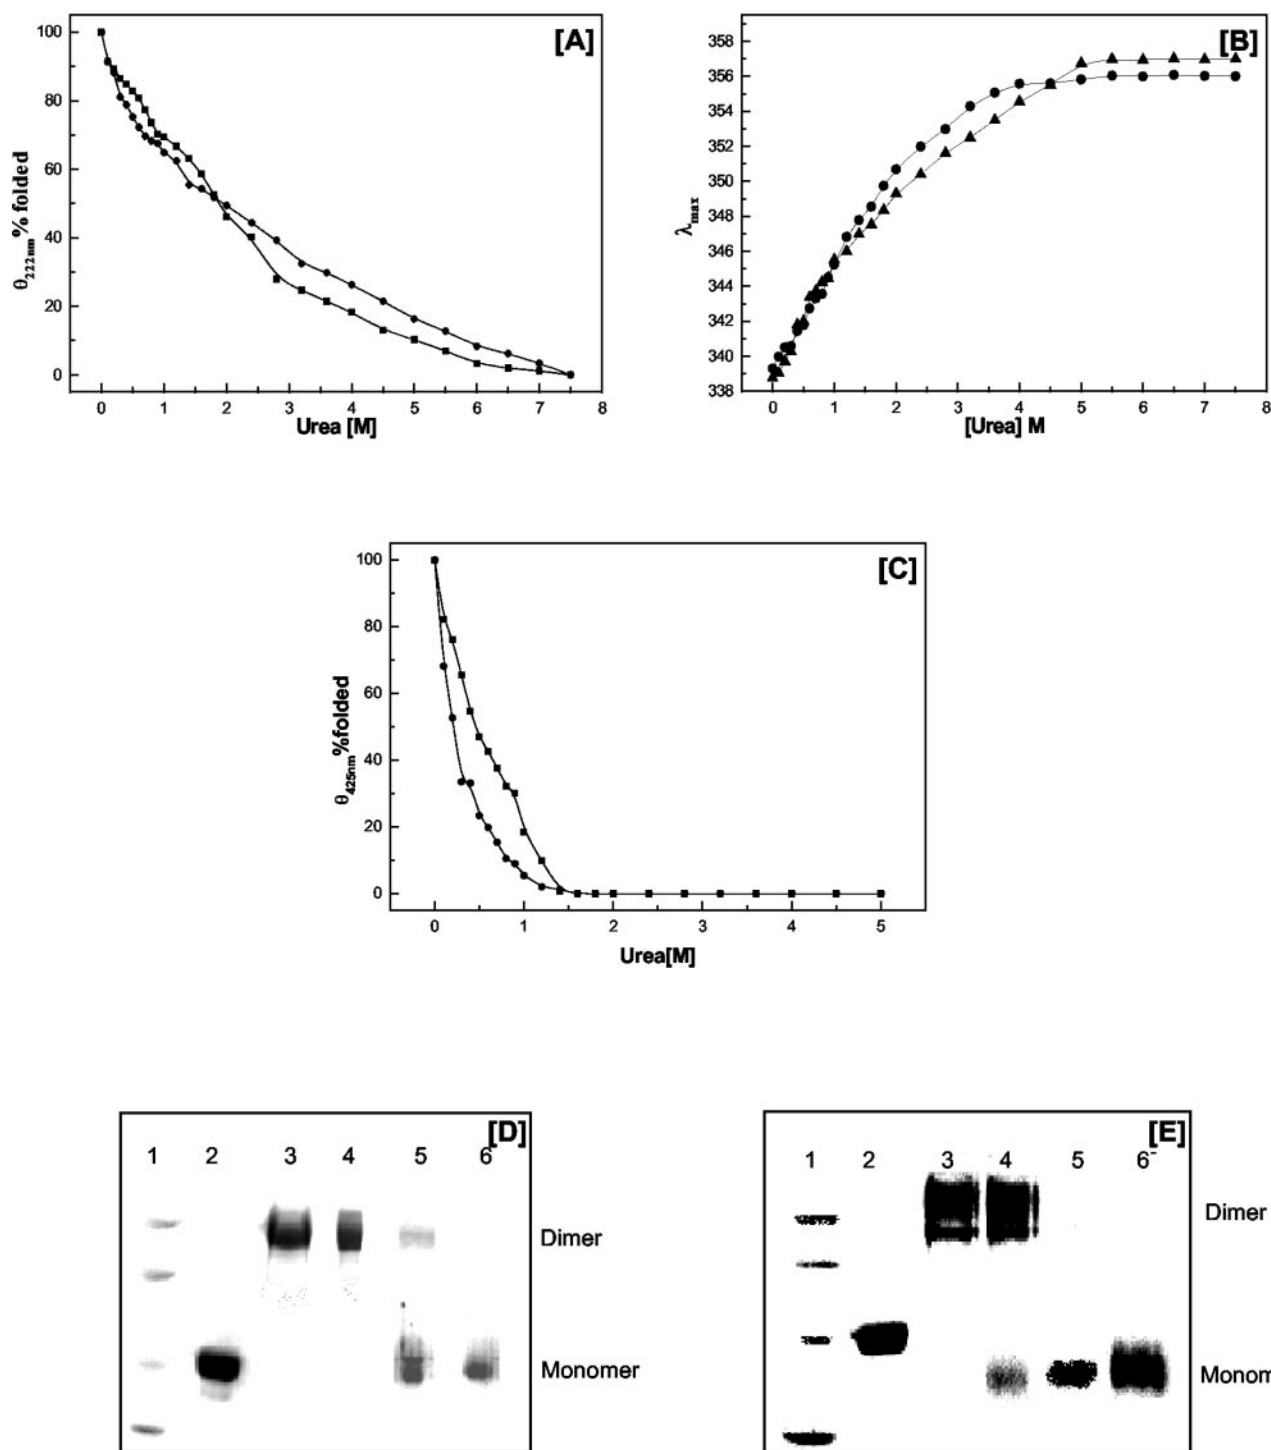 [A]
100
80
60
40
20
0
θ222nm% folded
0 1 2 3 4 5 6 7 8
Urea [M]
[B]
358
356
354
352
350
348
346
344
342
340
338
λmax
0 1 2 3 4 5 6 7 8
[Urea] M
[C]
100
80
60
40
20
0
θ425nm%folded
0 1 2 3 4 5
Urea[M]
[D]
1 2 3 4 5 6
Dimer
Monomer
[E]
1 2 3 4 5 6
Dimer
Monom